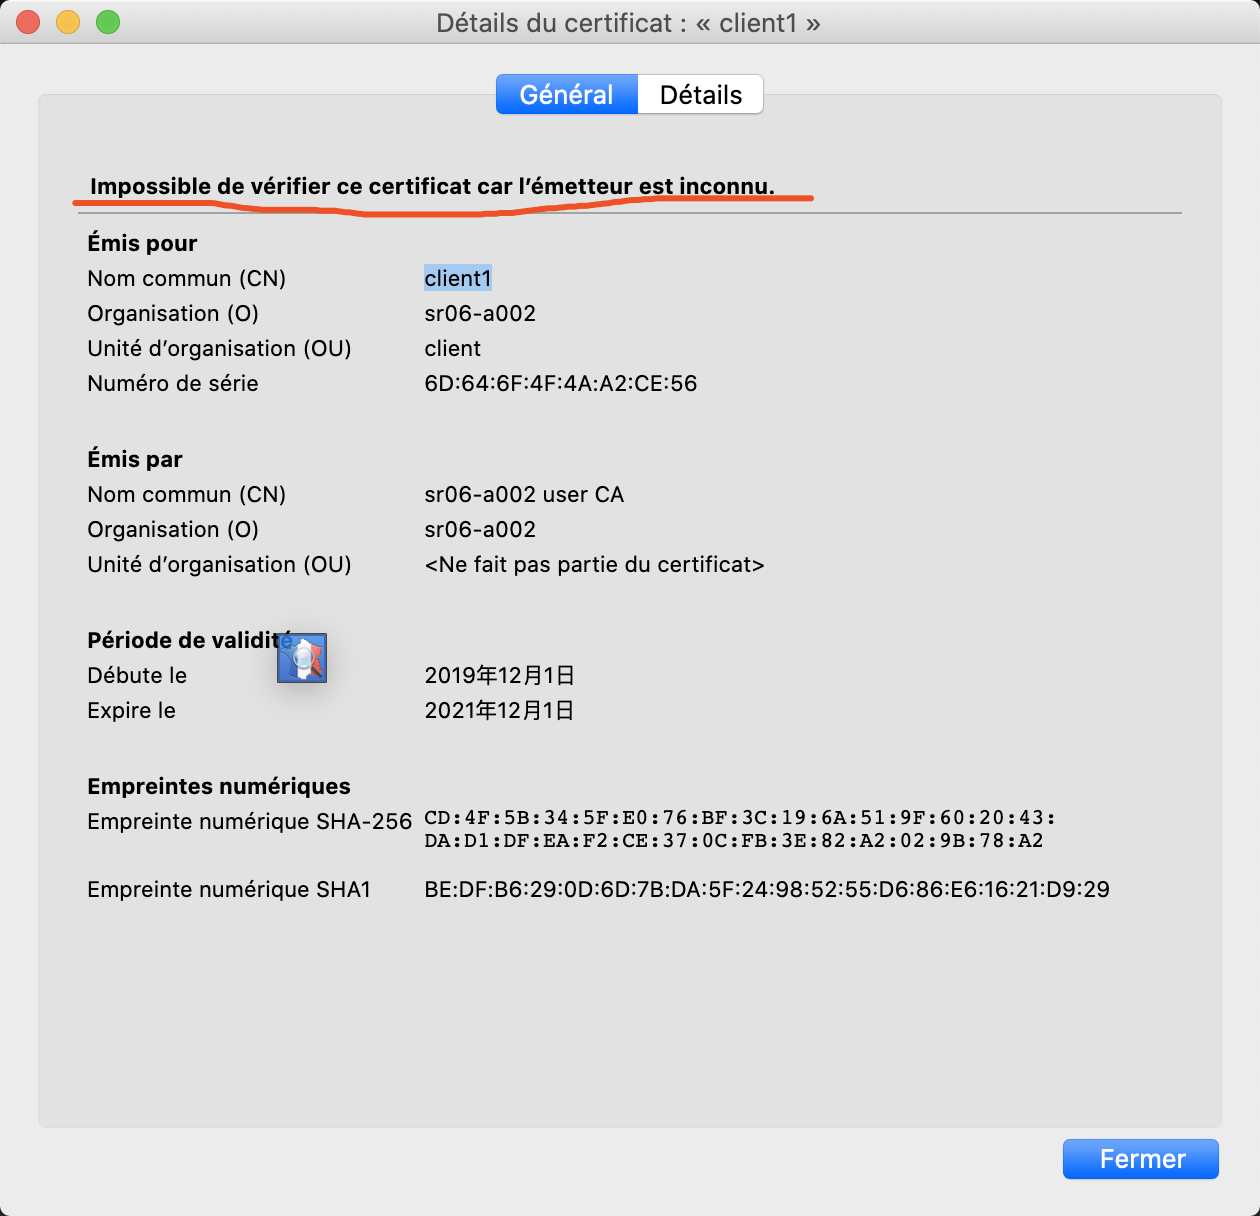 Détails du certificat : « client1 »
Général Détails
Impossible de vérifier ce certificat car l’émetteur est inconnu.
Émis pour
Nom commun (CN) client1
Organisation (O) sr06-a002
Unité d’organisation (OU) client
Numéro de série 6D:64:6F:4F:4A:A2:CE:56
Émis par
Nom commun (CN) sr06-a002 user CA
Organisation (O) sr06-a002
Unité d’organisation (OU) <Ne fait pas partie du certificat>
Période de validité
Débute le 2019年12月1日
Expire le 2021年12月1日
Empreintes numériques
Empreinte numérique SHA-256 CD:4F:5B:34:5F:E0:76:BF:3C:19:6A:51:9F:60:20:43:
DA:D1:DF:EA:F2:CE:37:0C:FB:3E:82:A2:02:9B:78:A2
Empreinte numérique SHA1 BE:DF:B6:29:0D:6D:7B:DA:5F:24:98:52:55:D6:86:E6:16:21:D9:29
Fermer